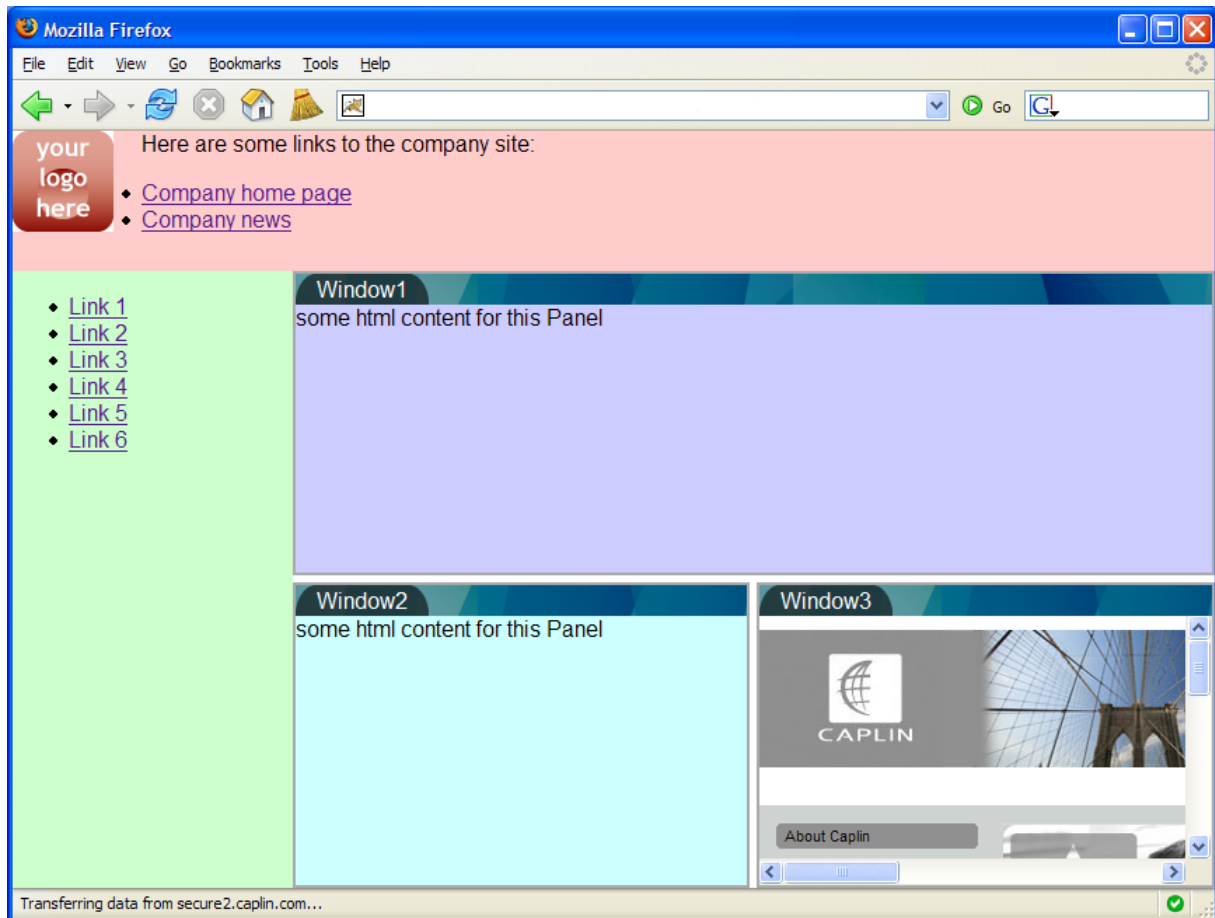 Mozilla Firefox
File Edit View Go Bookmarks Tools Help
Go
G
your
logo
here
Here are some links to the company site:
Company home page
Company news
Link 1
Link 2
Link 3
Link 4
Link 5
Link 6
Window1
some html content for this Panel
Window2
some html content for this Panel
Window3
CAPLIN
About Caplin
Transferring data from secure2.caplin.com...